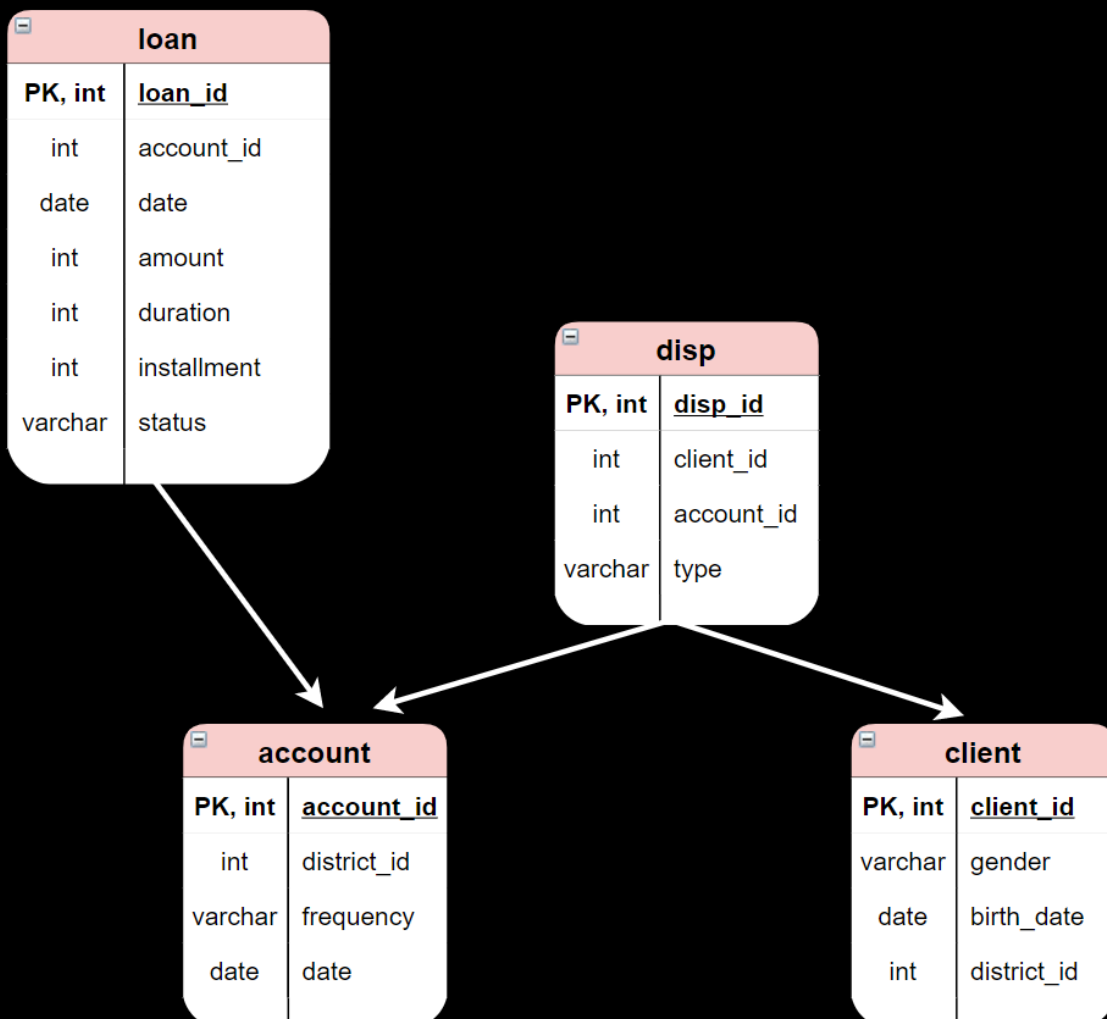 loan
PK, int loan_id
int account_id
date date
int amount
int duration
int installment
varchar status
disp
PK, int disp_id
int client_id
int account_id
varchar type
account
PK, int account_id
int district_id
varchar frequency
date date
client
PK, int client_id
varchar gender
date birth_date
int district_id